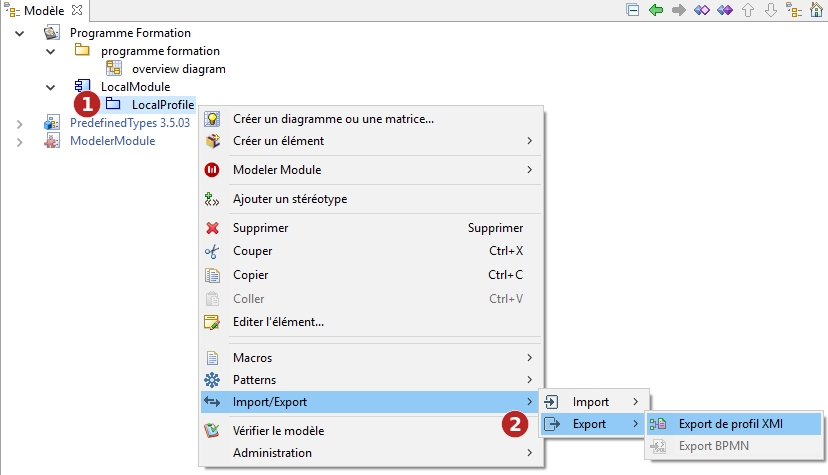 Modèle
Programme Formation
programme formation
overview diagram
LocalModule
1 LocalProfile
PredefinedTypes 3.5.03
ModelerModule
Créer un diagramme ou une matrice...
Créer un élément
Modeler Module
Ajouter un stéréotype
Supprimer Supprimer
Couper Ctrl+X
Copier Ctrl+C
Coller Ctrl+V
Editer l'élément...
Macros
Patterns
Import/Export
Vérifier le modèle
Administration
2
Import
Export
Export de profil XMI
Export BPMN